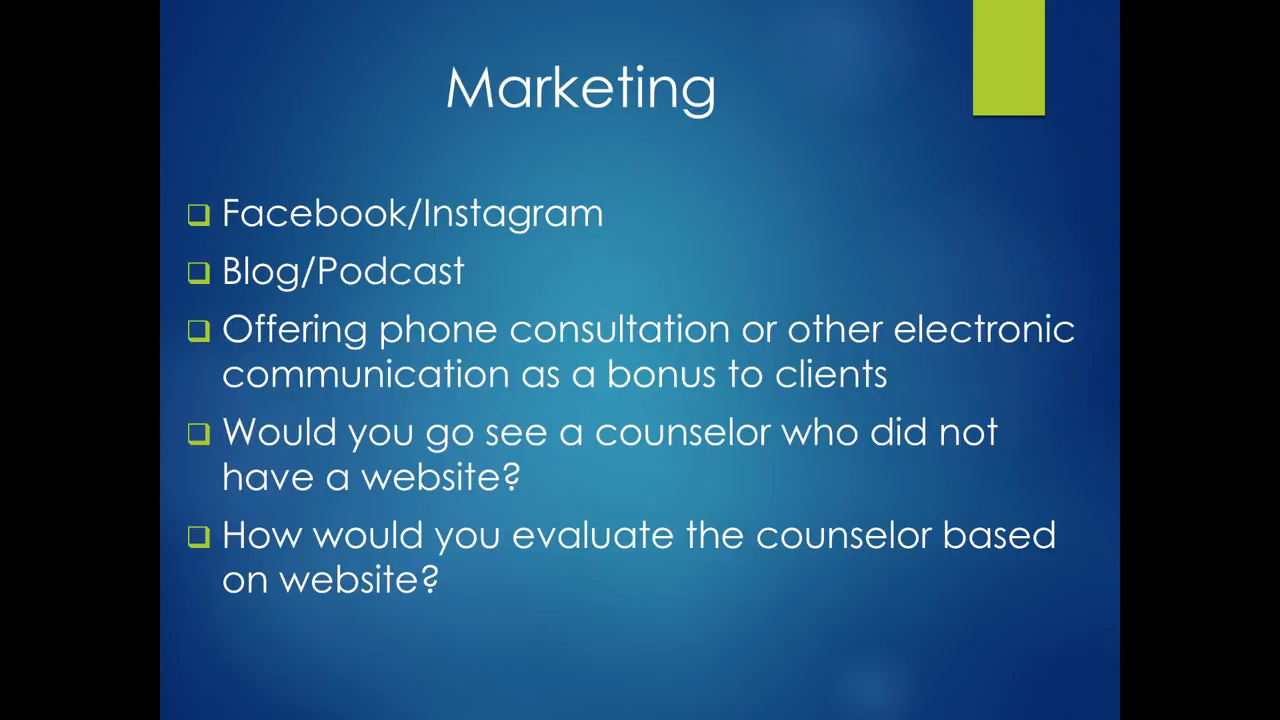 Marketing
Facebook/Instagram
Blog/Podcast
Offering phone consultation or other electronic
communication as a bonus to clients
Would you go see a counselor who did not
have a website?
How would you evaluate the counselor based
on website?